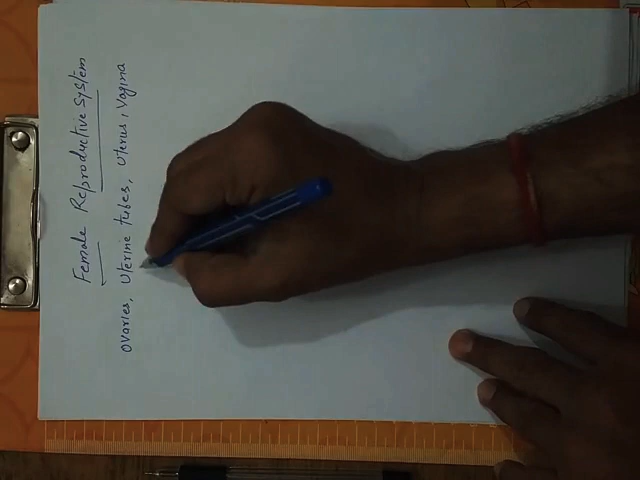 Female Reproductive System
Ovaries, Uterine tubes, Uterus, Vagina